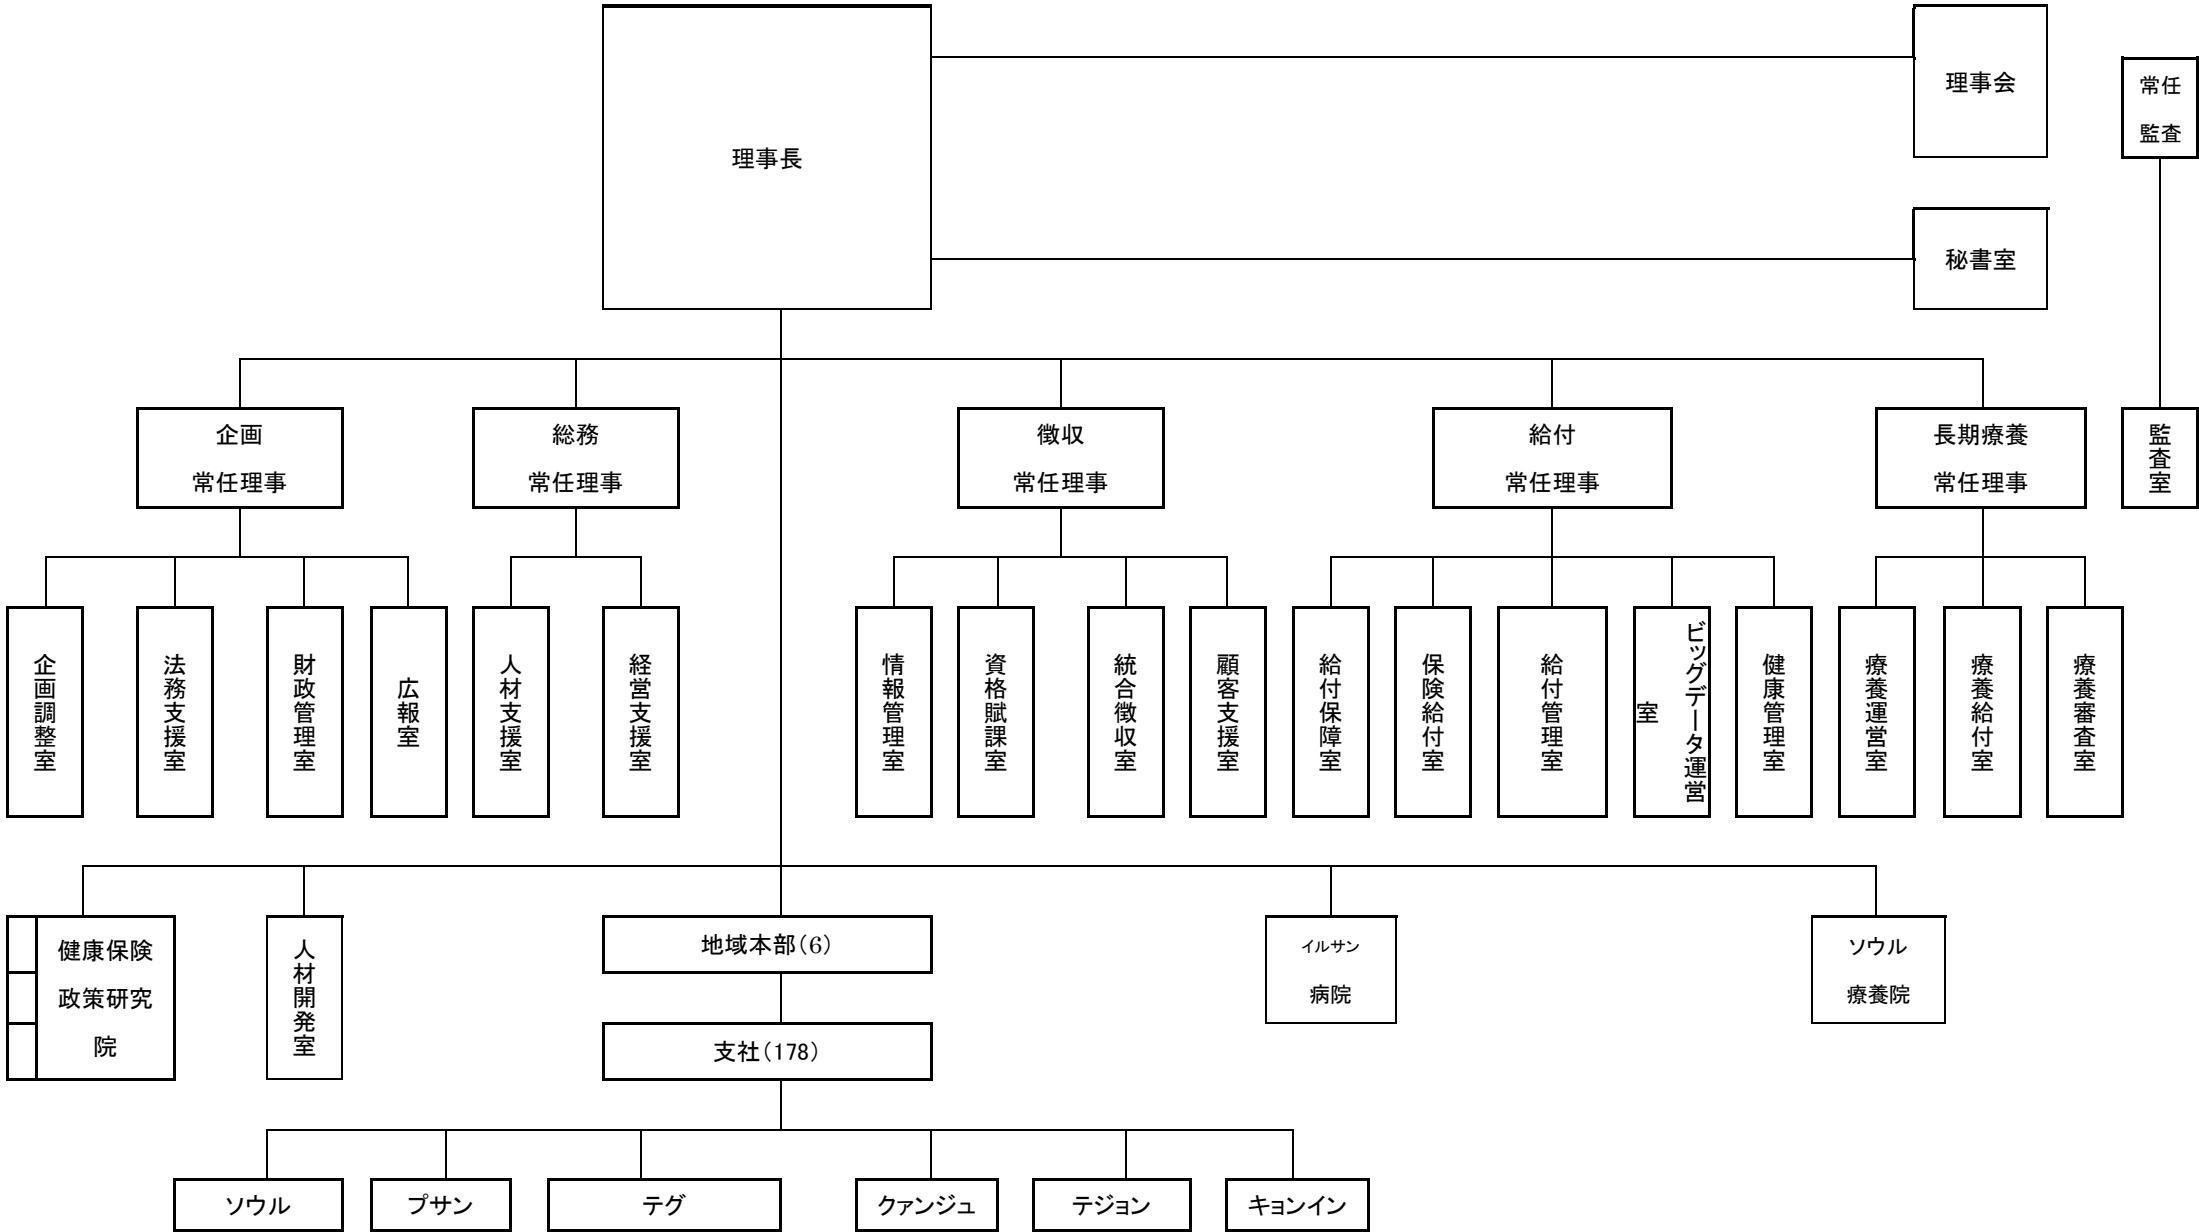 理事長
理事会
常任
監査
秘書室
企画
常任理事
総務
常任理事
徴収
常任理事
給付
常任理事
長期療養
常任理事
監査室
企画調整室
法務支援室
財政管理室
広報室
人材支援室
経営支援室
情報管理室
資格賦課室
統合徴収室
顧客支援室
給付保障室
保険給付室
給付管理室
ビッグデータ運営
室
健康管理室
療養運営室
療養給付室
療養審査室
健康保険
政策研究
院
人材開発室
地域本部(6)
イルサン
病院
ソウル
療養院
支社(178)
ソウル
プサン
テグ
クァンジュ
テジョン
キョンイン